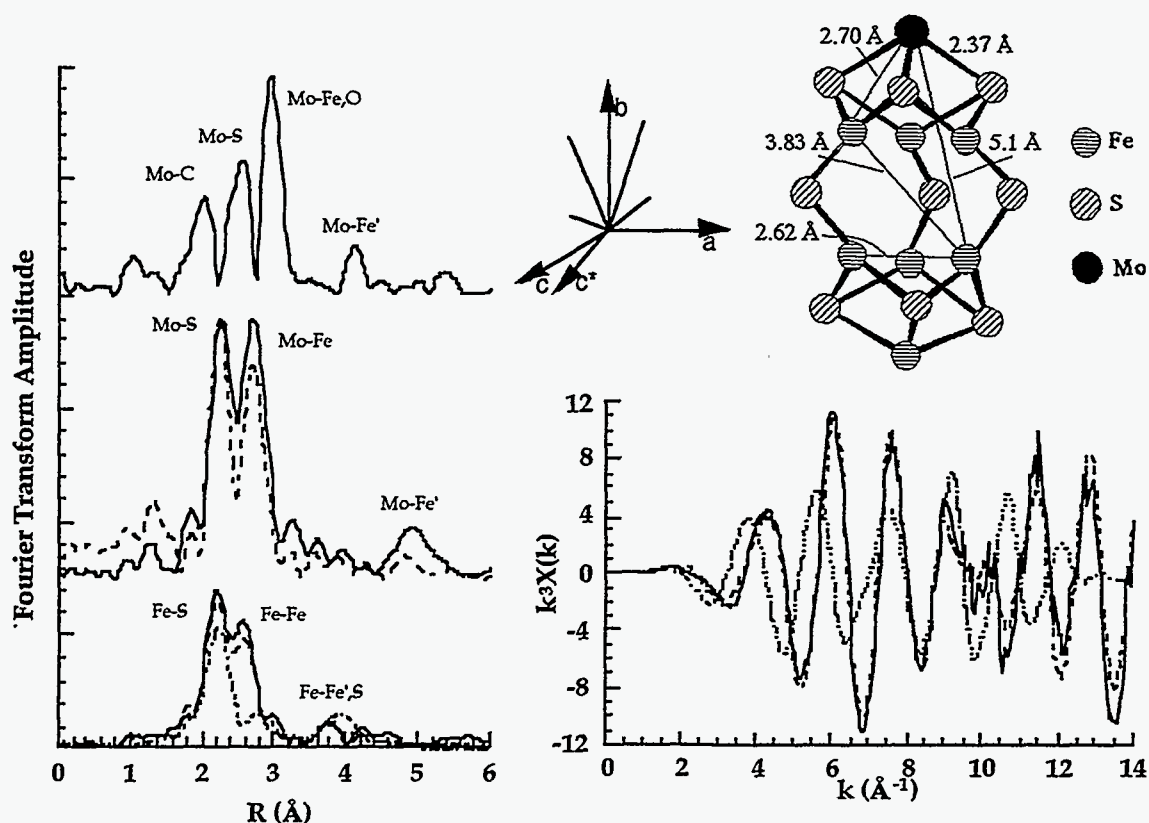 Fourier Transform Amplitude
Mo-C
Mo-S
Mo-Fe,O
Mo-Fe'
Mo-S
Mo-Fe
Mo-Fe'
Fe-S
Fe-Fe
Fe-Fe',S
0 1 2 3 4 5 6
R (Å)
b
a
c
c*
2.70 Å
2.37 Å
3.83 Å
5.1 Å
2.62 Å
Fe
S
Mo
k3X(k)
12
8
4
0
-4
-8
-12
0 2 4 6 8 10 12 14
k (Å-1)